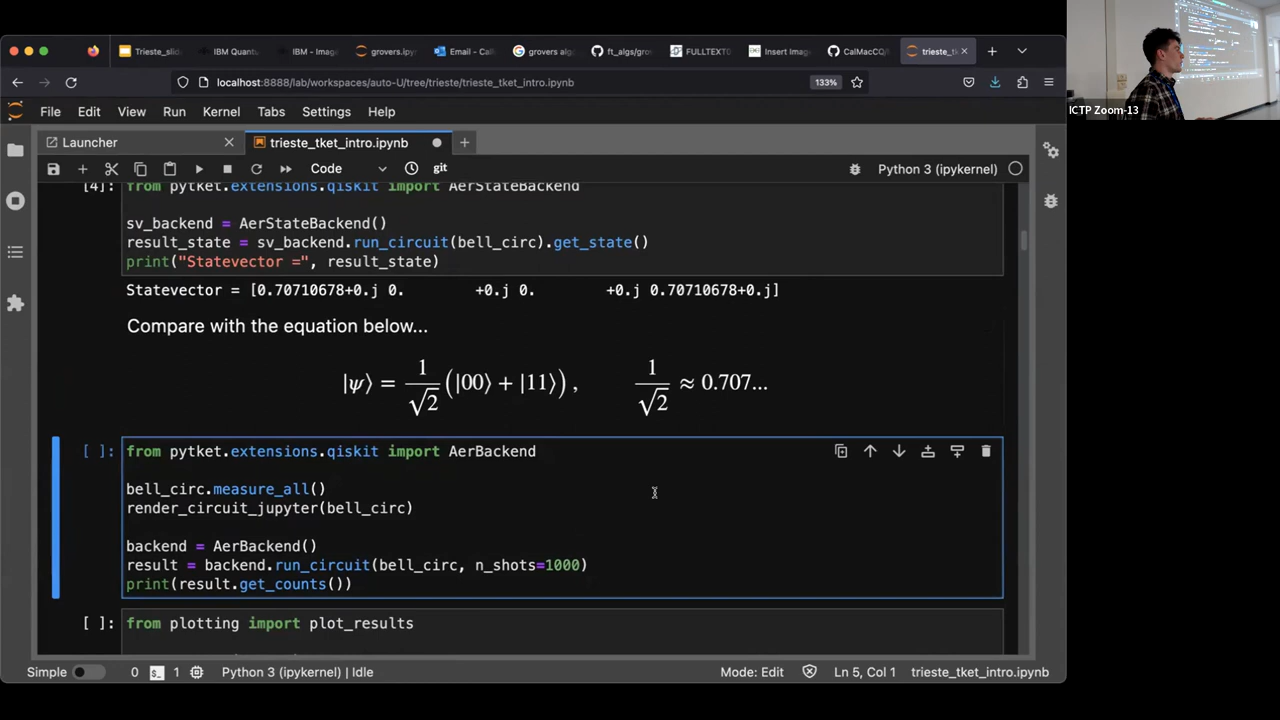 Trieste_slid
IBM Quantu
IBM - Image
grovers.ipyn
Email - Cal
grovers alg
ft_algs/gro
FULLTEXT0
Insert Imag
CalMacCQ/
trieste_tk
localhost:8888/lab/workspaces/auto-U/tree/trieste/trieste_tket_intro.ipynb
133%
ICTP Zoom-13
File Edit View Run Kernel Tabs Settings Help
Launcher
trieste_tket_intro.ipynb
Code
git
Python 3 (ipykernel)
[4]: from pytket.extensions.qiskit import AerStateBackend
sv_backend = AerStateBackend()
result_state = sv_backend.run_circuit(bell_circ).get_state()
print("Statevector =", result_state)
Statevector = [0.70710678+0.j 0. +0.j 0. +0.j 0.70710678+0.j]
Compare with the equation below...
|ψ⟩ = 1/√2 (|00⟩ + |11⟩) , 1/√2 ≈ 0.707...
[ ]: from pytket.extensions.qiskit import AerBackend
bell_circ.measure_all()
render_circuit_jupyter(bell_circ)
backend = AerBackend()
result = backend.run_circuit(bell_circ, n_shots=1000)
print(result.get_counts())
[ ]: from plotting import plot_results
Simple 0 1 Python 3 (ipykernel) | Idle Mode: Edit Ln 5, Col 1 trieste_tket_intro.ipynb